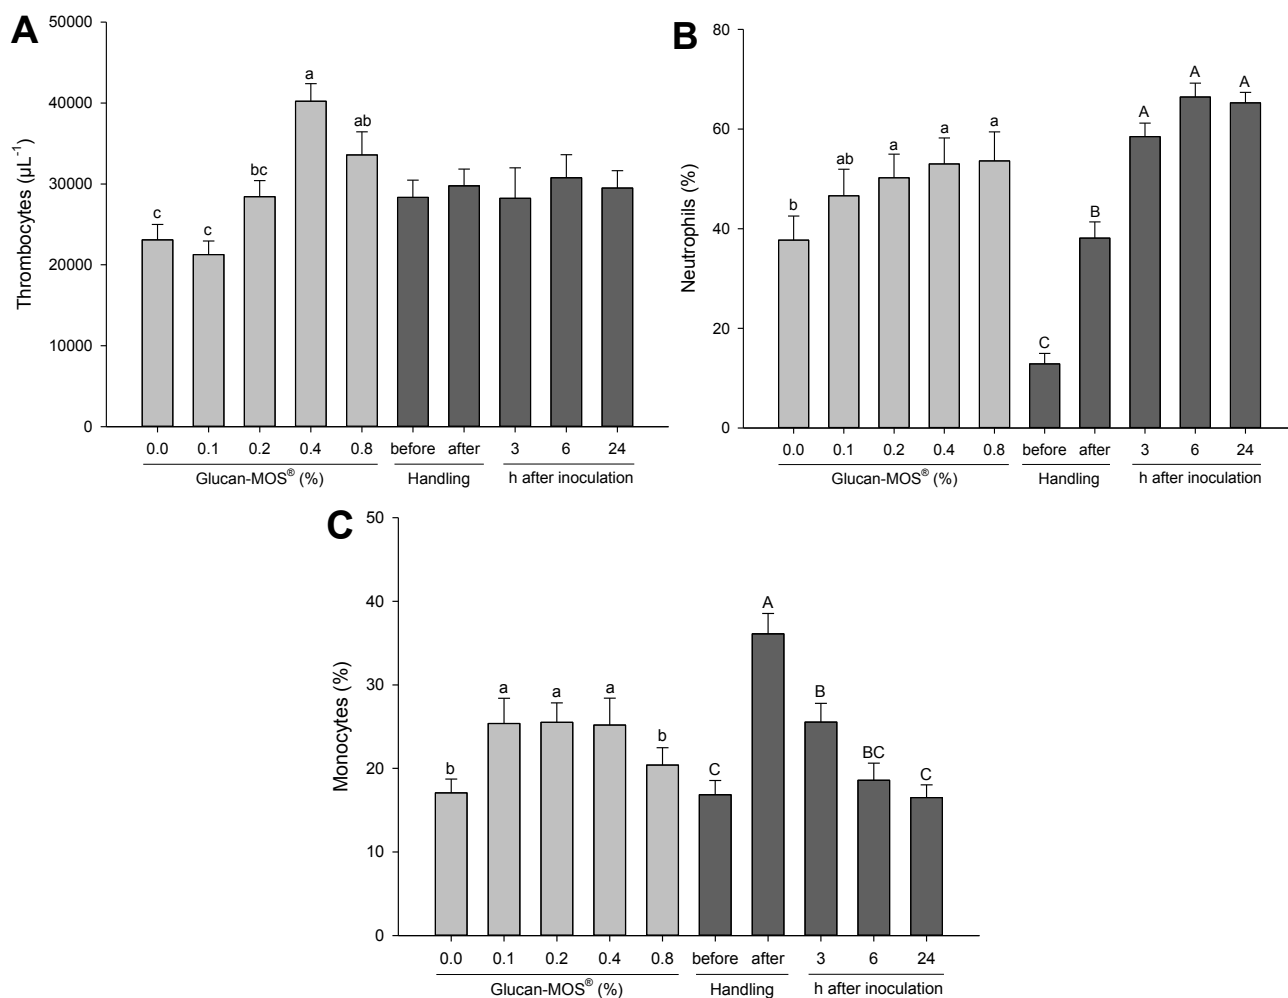 A
Thrombocytes (µL⁻¹)
50000
40000
30000
20000
10000
0
c
c
bc
a
ab
0.0 0.1 0.2 0.4 0.8 before after 3 6 24
Glucan-MOS® (%) Handling h after inoculation
B
Neutrophils (%)
80
60
40
20
0
b
ab
a
a
a
C
B
A
A
A
0.0 0.1 0.2 0.4 0.8 before after 3 6 24
Glucan-MOS® (%) Handling h after inoculation
C
Monocytes (%)
50
40
30
20
10
0
b
a
a
a
b
C
A
B
BC
C
0.0 0.1 0.2 0.4 0.8 before after 3 6 24
Glucan-MOS® (%) Handling h after inoculation